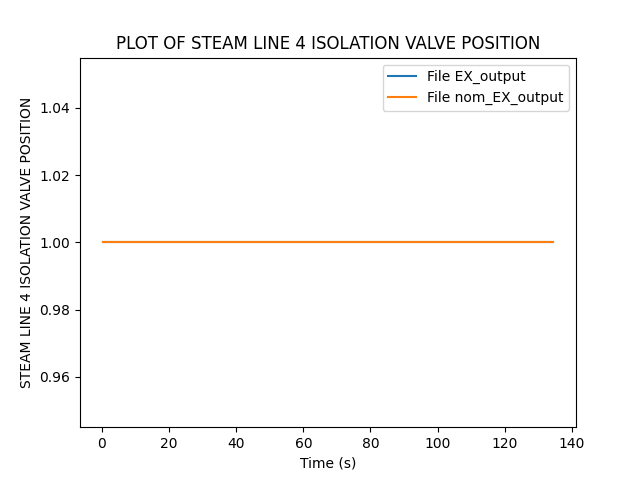 PLOT OF STEAM LINE 4 ISOLATION VALVE POSITION
File EX_output
File nom_EX_output
STEAM LINE 4 ISOLATION VALVE POSITION
1.04
1.02
1.00
0.98
0.96
0 20 40 60 80 100 120 140
Time (s)